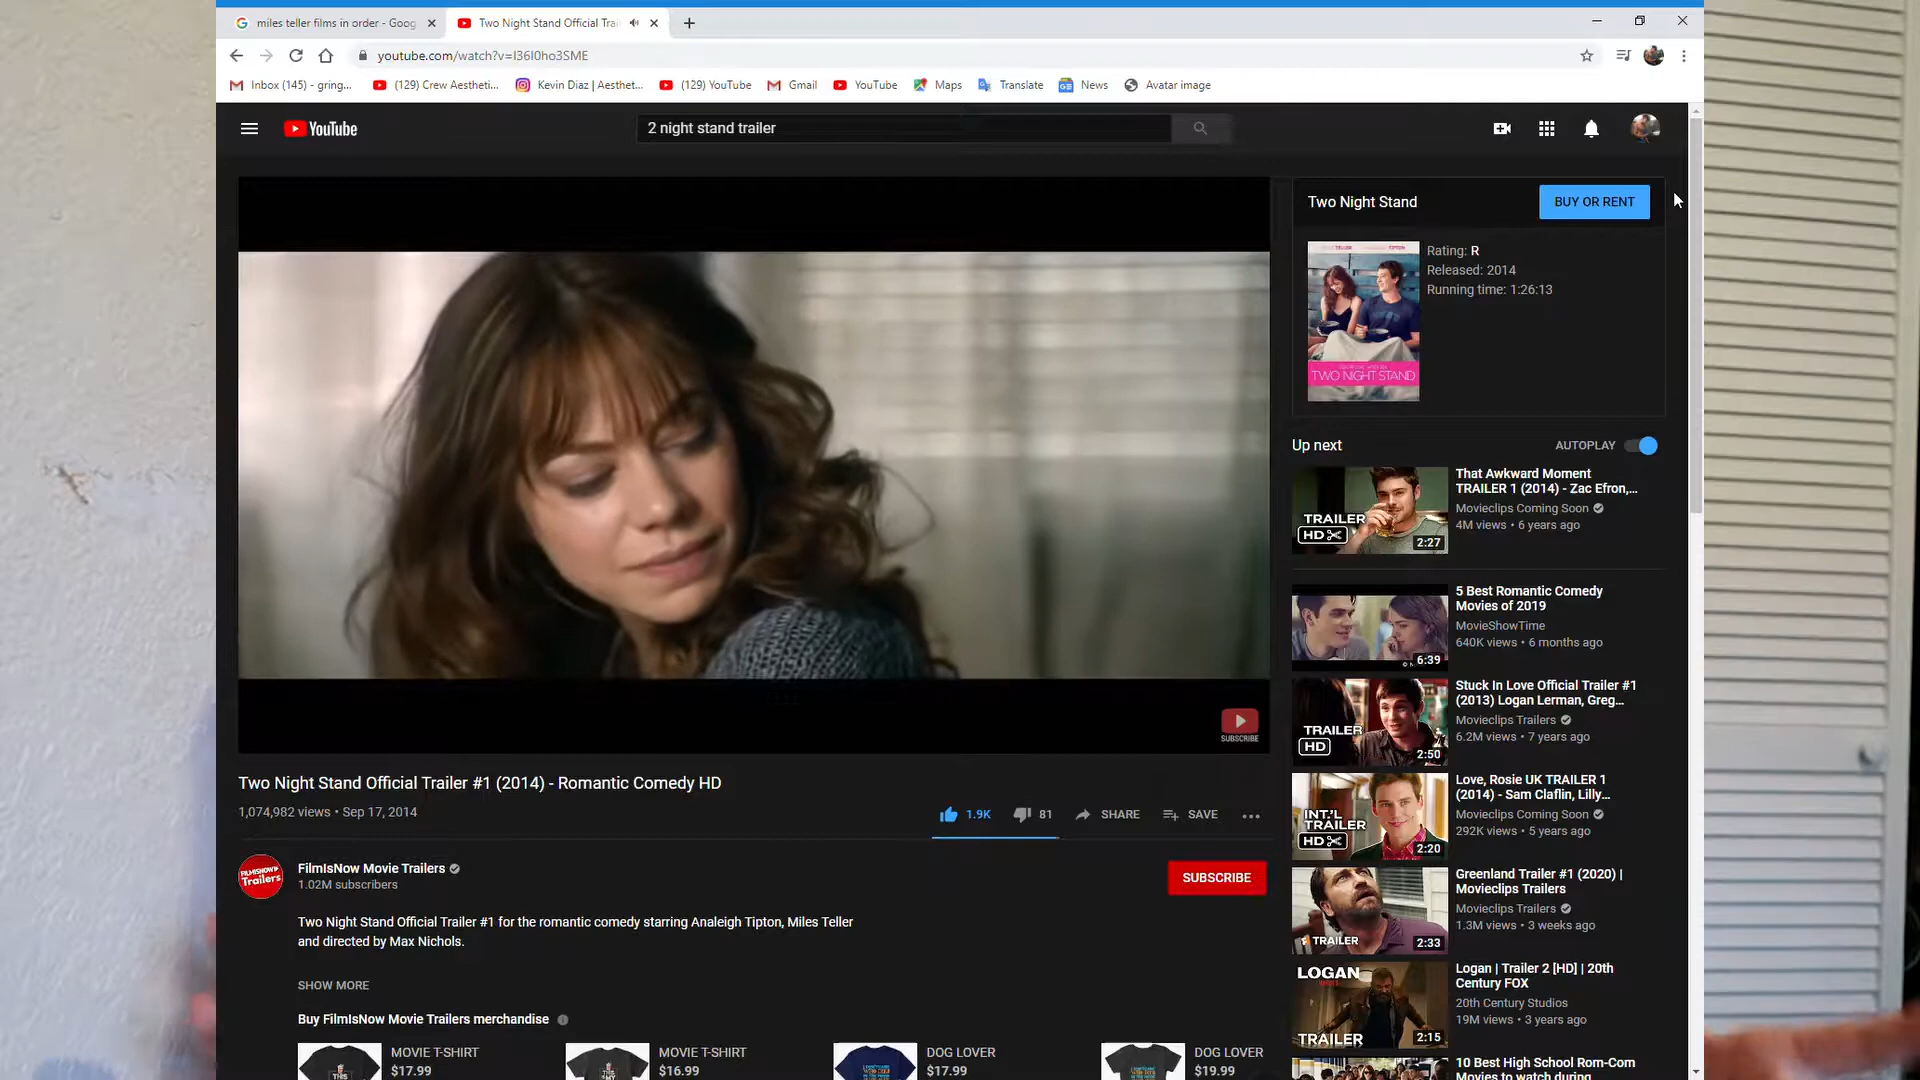 miles teller films in order - Goog
Two Night Stand Official Trai
youtube.com/watch?v=I36I0ho3SME
Inbox (145) - gring...
(129) Crew Aestheti...
Kevin Diaz | Aesthet...
(129) YouTube
Gmail
YouTube
Maps
Translate
News
Avatar image
YouTube
2 night stand trailer
Two Night Stand
BUY OR RENT
Rating: R
Released: 2014
Running time: 1:26:13
TELLER
TIPTON
TWO NIGHT STAND
Up next
AUTOPLAY
TRAILER
HD
2:27
That Awkward Moment
TRAILER 1 (2014) - Zac Efron,...
Movieclips Coming Soon
4M views • 6 years ago
6:39
5 Best Romantic Comedy
Movies of 2019
MovieShowTime
640K views • 6 months ago
TRAILER
HD
2:50
Stuck In Love Official Trailer #1
(2013) Logan Lerman, Greg...
Movieclips Trailers
6.2M views • 7 years ago
INT'L
TRAILER
HD
2:20
Love, Rosie UK TRAILER 1
(2014) - Sam Claflin, Lilly...
Movieclips Coming Soon
292K views • 5 years ago
TRAILER
2:33
Greenland Trailer #1 (2020) |
Movieclips Trailers
Movieclips Trailers
1.3M views • 3 weeks ago
LOGAN
TRAILER
2:15
Logan | Trailer 2 [HD] | 20th
Century FOX
20th Century Studios
19M views • 3 years ago
10 Best High School Rom-Com
Movies to watch during
SUBSCRIBE
Two Night Stand Official Trailer #1 (2014) - Romantic Comedy HD
1,074,982 views • Sep 17, 2014
1.9K
81
SHARE
SAVE
FILMISNOW
Trailers
FilmIsNow Movie Trailers
1.02M subscribers
SUBSCRIBE
Two Night Stand Official Trailer #1 for the romantic comedy starring Analeigh Tipton, Miles Teller
and directed by Max Nichols.
SHOW MORE
Buy FilmIsNow Movie Trailers merchandise
THIS
MOVIE T-SHIRT
$17.99
THIS
MOVIE T-SHIRT
$16.99
DOG LOVER
$17.99
DOG LOVER
$19.99